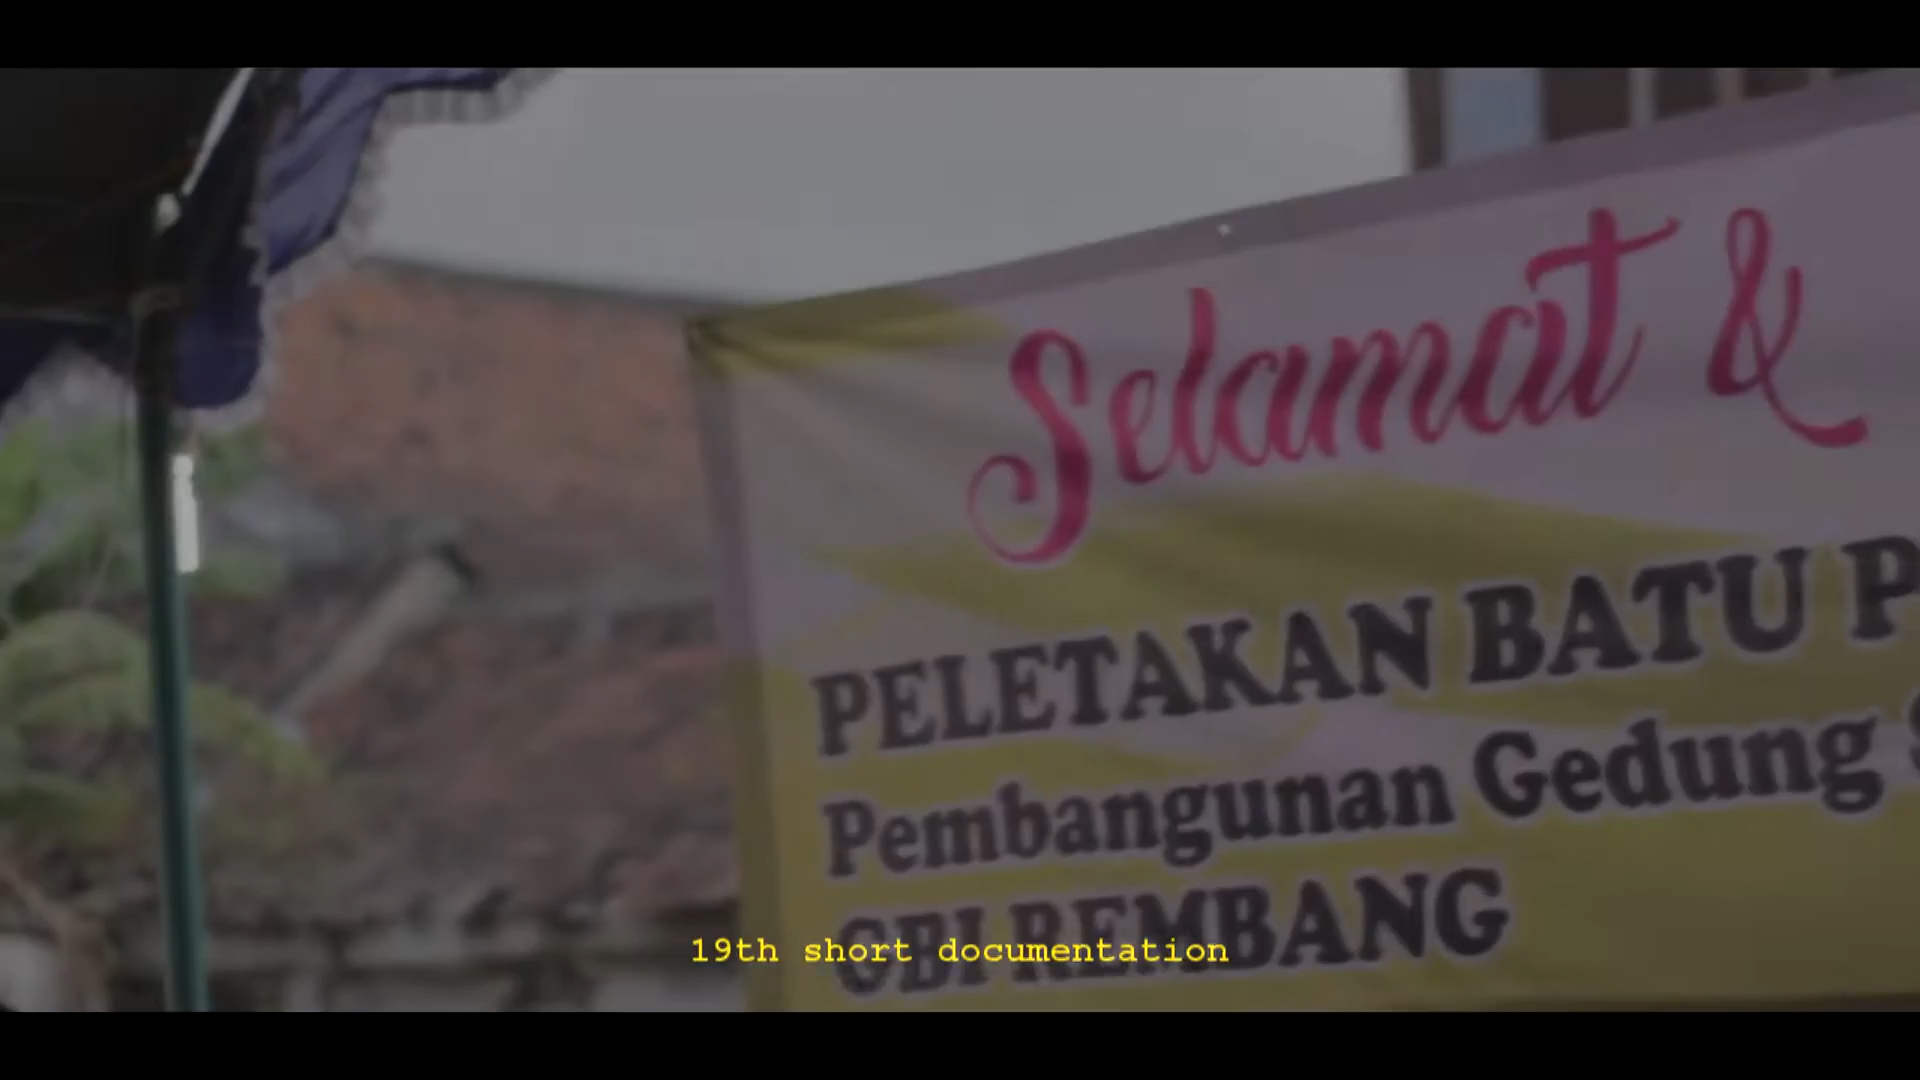 Selamat &
PELETAKAN BATU P
Pembangunan Gedung S
GBI REMBANG
19th short documentation